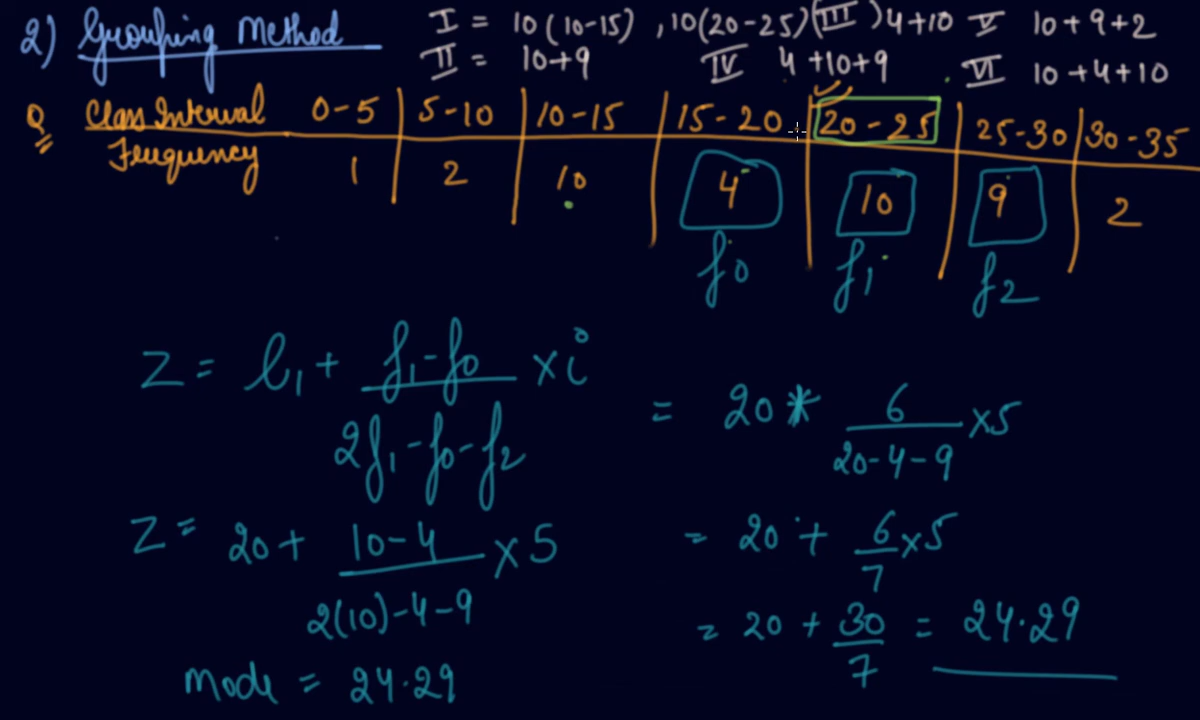 2) Grouping Method
I = 10(10-15), 10(20-25) (III) 4+10 V 10+9+2
II = 10+9 IV 4+10+9 VI 10+4+10
Q Class Interval 0-5 5-10 10-15 15-20 20-25 25-30 30-35
Frequency 1 2 10 4 10 9 2
f0 f1 f2
Z = l1 + f1-f0 / 2f1-f0-f2 × i
Z = 20 + 10-4 / 2(10)-4-9 × 5
mode = 24.29
= 20 * 6 / 20-4-9 × 5
= 20 + 6/7 × 5
= 20 + 30/7 = 24.29